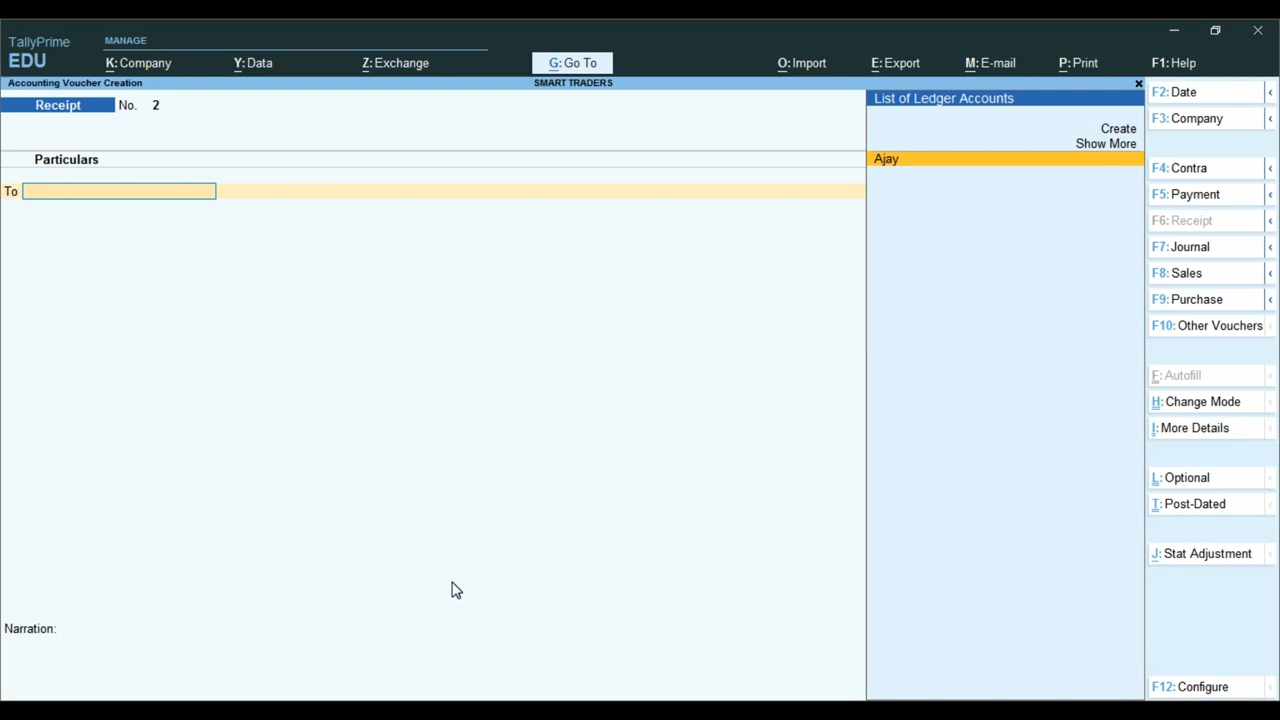 TallyPrime
EDU
MANAGE
K: Company
Y: Data
Z: Exchange
G: Go To
O: Import
E: Export
M: E-mail
P: Print
F1: Help
Accounting Voucher Creation
SMART TRADERS
Receipt No. 2
Particulars
To
Narration:
List of Ledger Accounts
Create
Show More
Ajay
F2: Date
F3: Company
F4: Contra
F5: Payment
F6: Receipt
F7: Journal
F8: Sales
F9: Purchase
F10: Other Vouchers
F: Autofill
H: Change Mode
I: More Details
L: Optional
T: Post-Dated
J: Stat Adjustment
F12: Configure